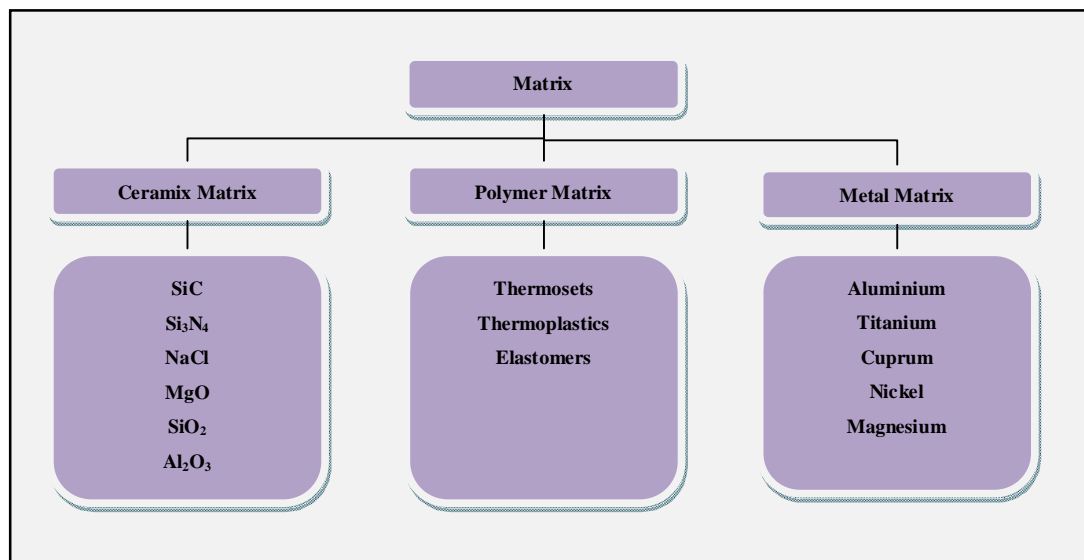 Matrix
Ceramix Matrix
Polymer Matrix
Metal Matrix
SiC
Si₃N₄
NaCl
MgO
SiO₂
Al₂O₃
Thermosets
Thermoplastics
Elastomers
Aluminium
Titanium
Cuprum
Nickel
Magnesium